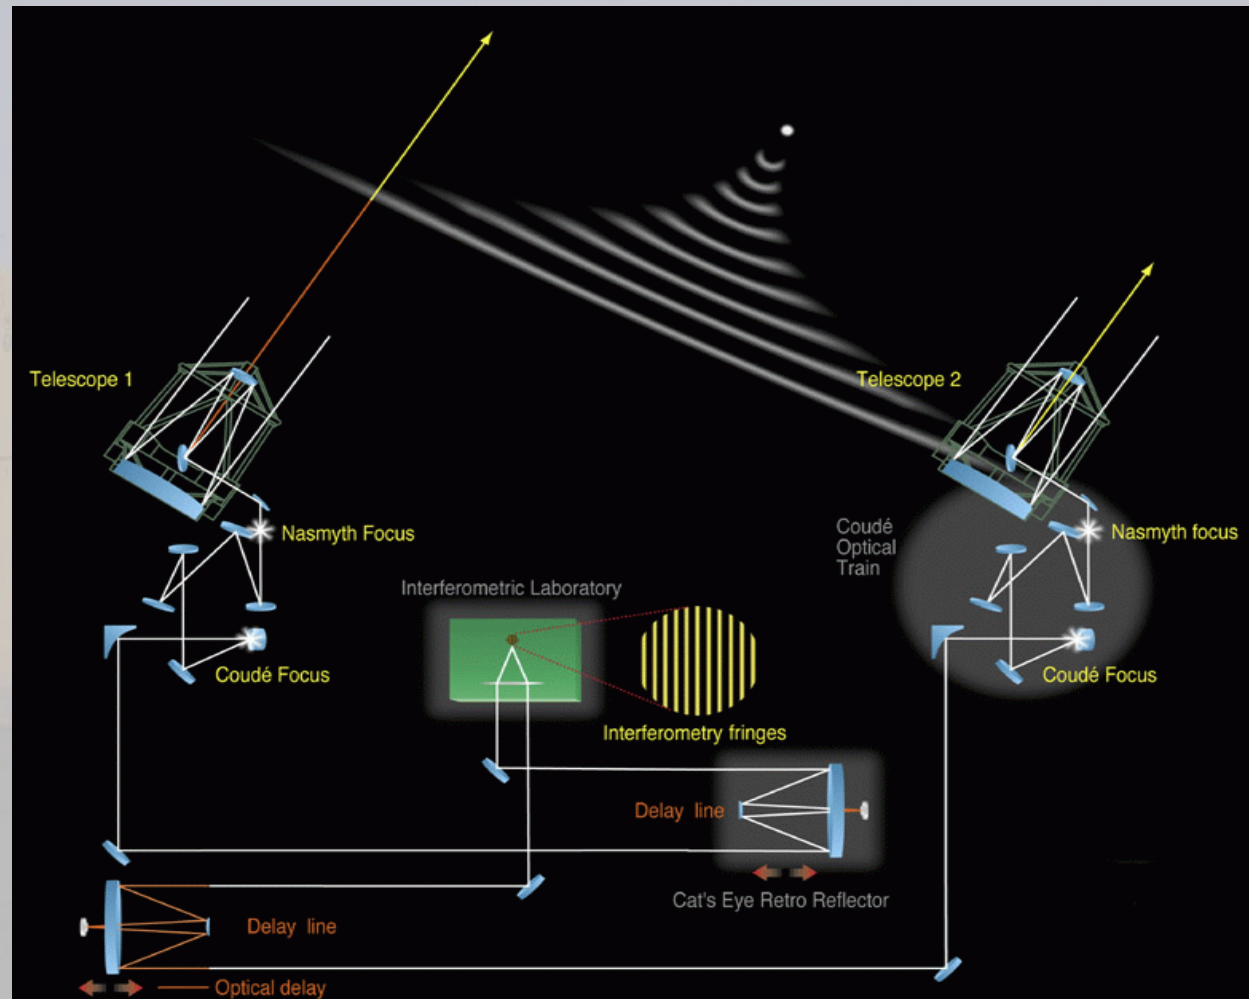 Telescope 1
Telescope 2
Nasmyth Focus
Coudé
Optical
Train
Nasmyth focus
Interferometric Laboratory
Coudé Focus
Coudé Focus
Interferometry fringes
Delay line
Cat's Eye Retro Reflector
Delay line
Optical delay